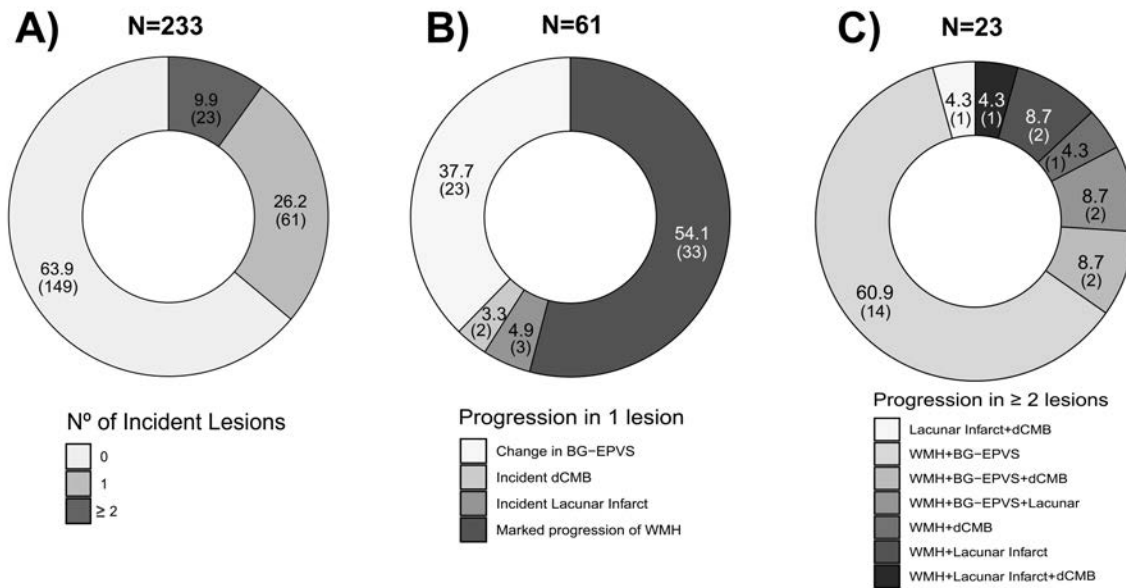 A)
N=233
9.9
(23)
26.2
(61)
63.9
(149)
Nº of Incident Lesions
0
1
≥ 2
B)
N=61
37.7
(23)
54.1
(33)
3.3
(2)
4.9
(3)
Progression in 1 lesion
Change in BG−EPVS
Incident dCMB
Incident Lacunar Infarct
Marked progression of WMH
C)
N=23
4.3
(1)
4.3
(1)
8.7
(2)
4.3
(1)
8.7
(2)
8.7
(2)
60.9
(14)
Progression in ≥ 2 lesions
Lacunar Infarct+dCMB
WMH+BG−EPVS
WMH+BG−EPVS+dCMB
WMH+BG−EPVS+Lacunar
WMH+dCMB
WMH+Lacunar Infarct
WMH+Lacunar Infarct+dCMB